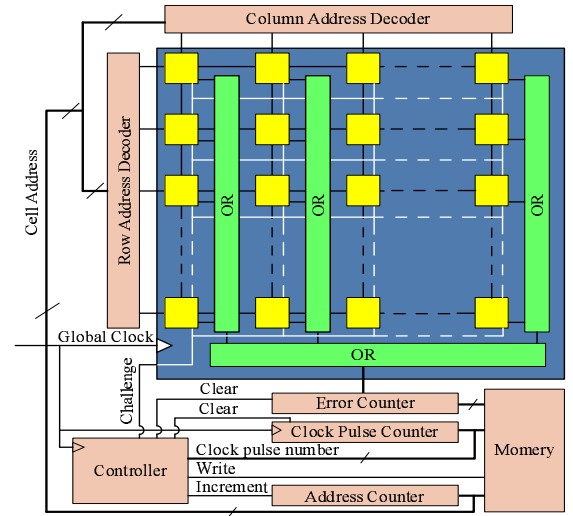 Column Address Decoder
Row Address Decoder
Cell Address
OR
OR
OR
Global Clock
OR
Challenge
Clear
Error Counter
Clear
Clock Pulse Counter
Controller
Clock pulse number
Write
Increment
Address Counter
Momery